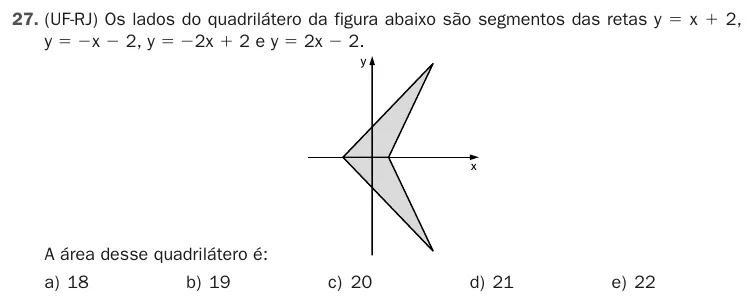 27. (UF-RJ) Os lados do quadrilátero da figura abaixo são segmentos das retas y = x + 2,
y = −x − 2, y = −2x + 2 e y = 2x − 2.
y
x
A área desse quadrilátero é:
a) 18 b) 19 c) 20 d) 21 e) 22